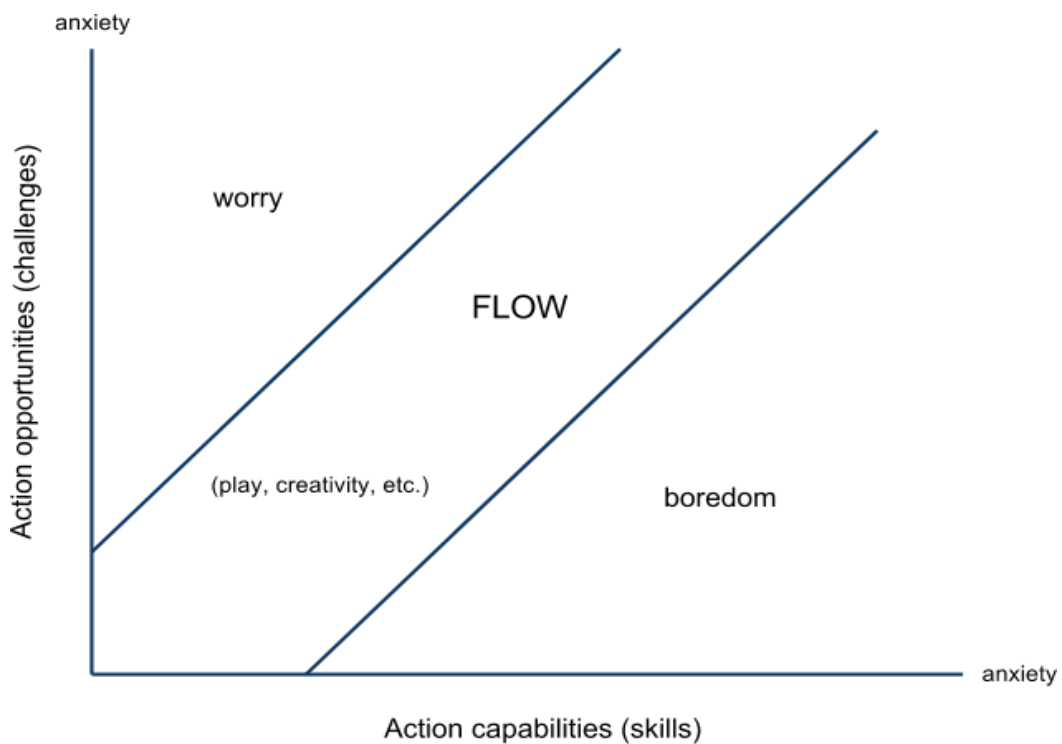 anxiety
Action opportunities (challenges)
worry
FLOW
(play, creativity, etc.)
boredom
anxiety
Action capabilities (skills)